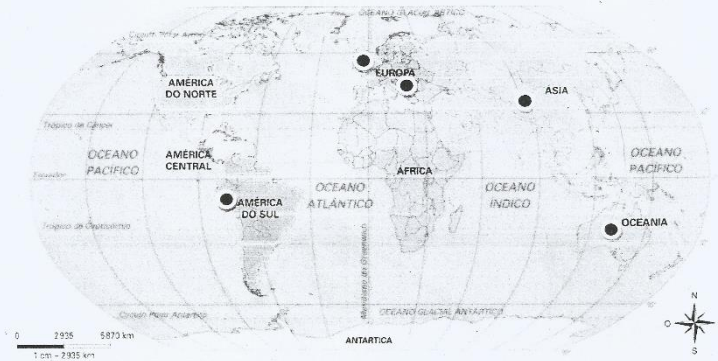 OCEANO GLACIAL ÁRTICO
Círculo Polar Ártico
EUROPA
AMÉRICA
DO NORTE
ÁSIA
Trópico de Câncer
OCEANO
PACÍFICO
AMÉRICA
CENTRAL
ÁFRICA
OCEANO
PACÍFICO
Equador
OCEANO
ATLÂNTICO
OCEANO
ÍNDICO
AMÉRICA
DO SUL
OCEANIA
Trópico de Capricórnio
Meridiano de Greenwich
Círculo Polar Antártico
OCEANO GLACIAL ANTÁRTICO
N
O
S
0 2935 5870 km
1 cm – 2935 km
ANTÁRTICA